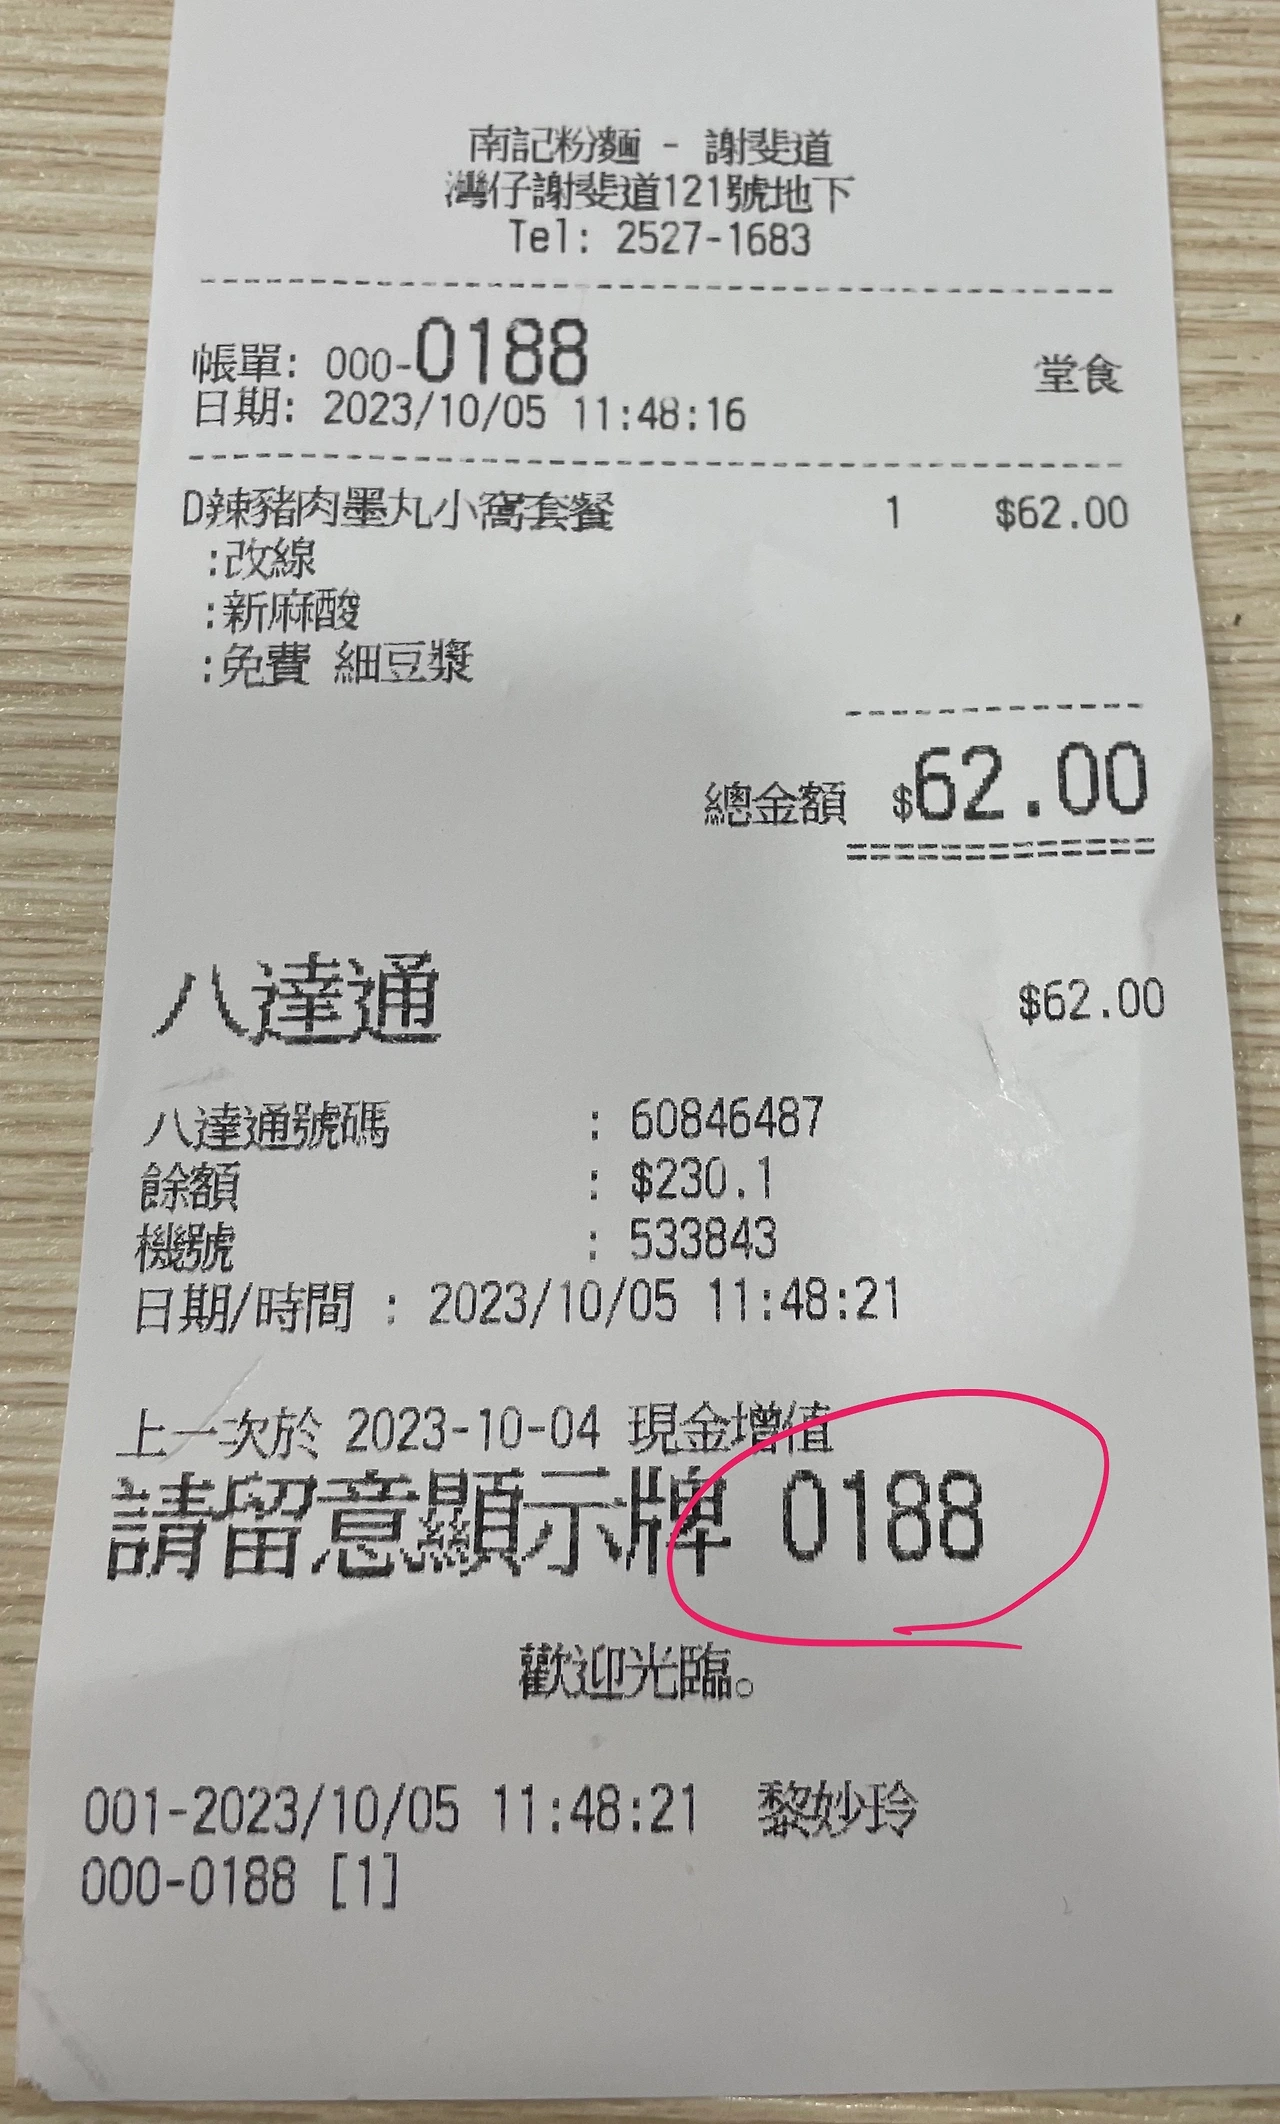 南記粉麵 - 謝斐道
灣仔謝斐道121號地下
Tel: 2527-1683
帳單: 000-0188 堂食
日期: 2023/10/05 11:48:16
D辣豬肉墨丸小窩套餐 1 $62.00
:改線
:新麻酸
:免費 細豆漿
總金額 $62.00
八達通 $62.00
八達通號碼 : 60846487
餘額 : $230.1
機號 : 533843
日期/時間 : 2023/10/05 11:48:21
上一次於 2023-10-04 現金增值
請留意顯示牌 0188
歡迎光臨。
001-2023/10/05 11:48:21 黎妙玲
000-0188 [1]